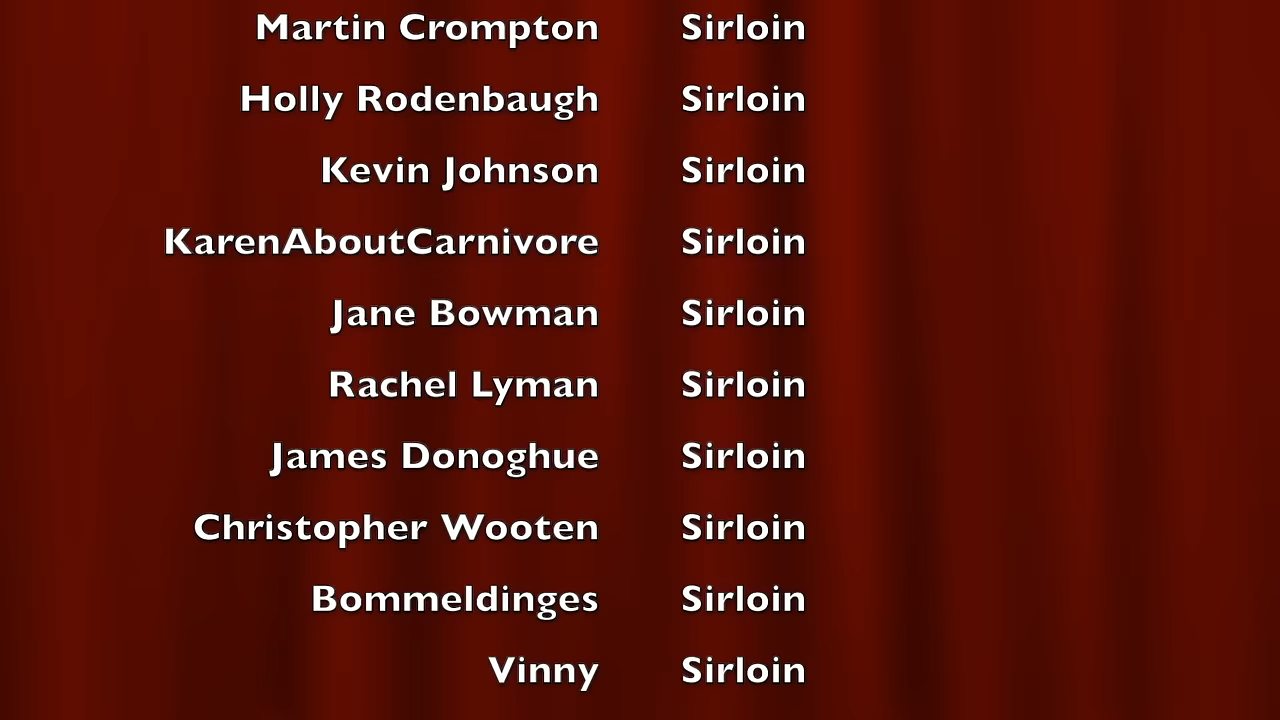 Martin Crompton Sirloin
Holly Rodenbaugh Sirloin
Kevin Johnson Sirloin
KarenAboutCarnivore Sirloin
Jane Bowman Sirloin
Rachel Lyman Sirloin
James Donoghue Sirloin
Christopher Wooten Sirloin
Bommeldinges Sirloin
Vinny Sirloin